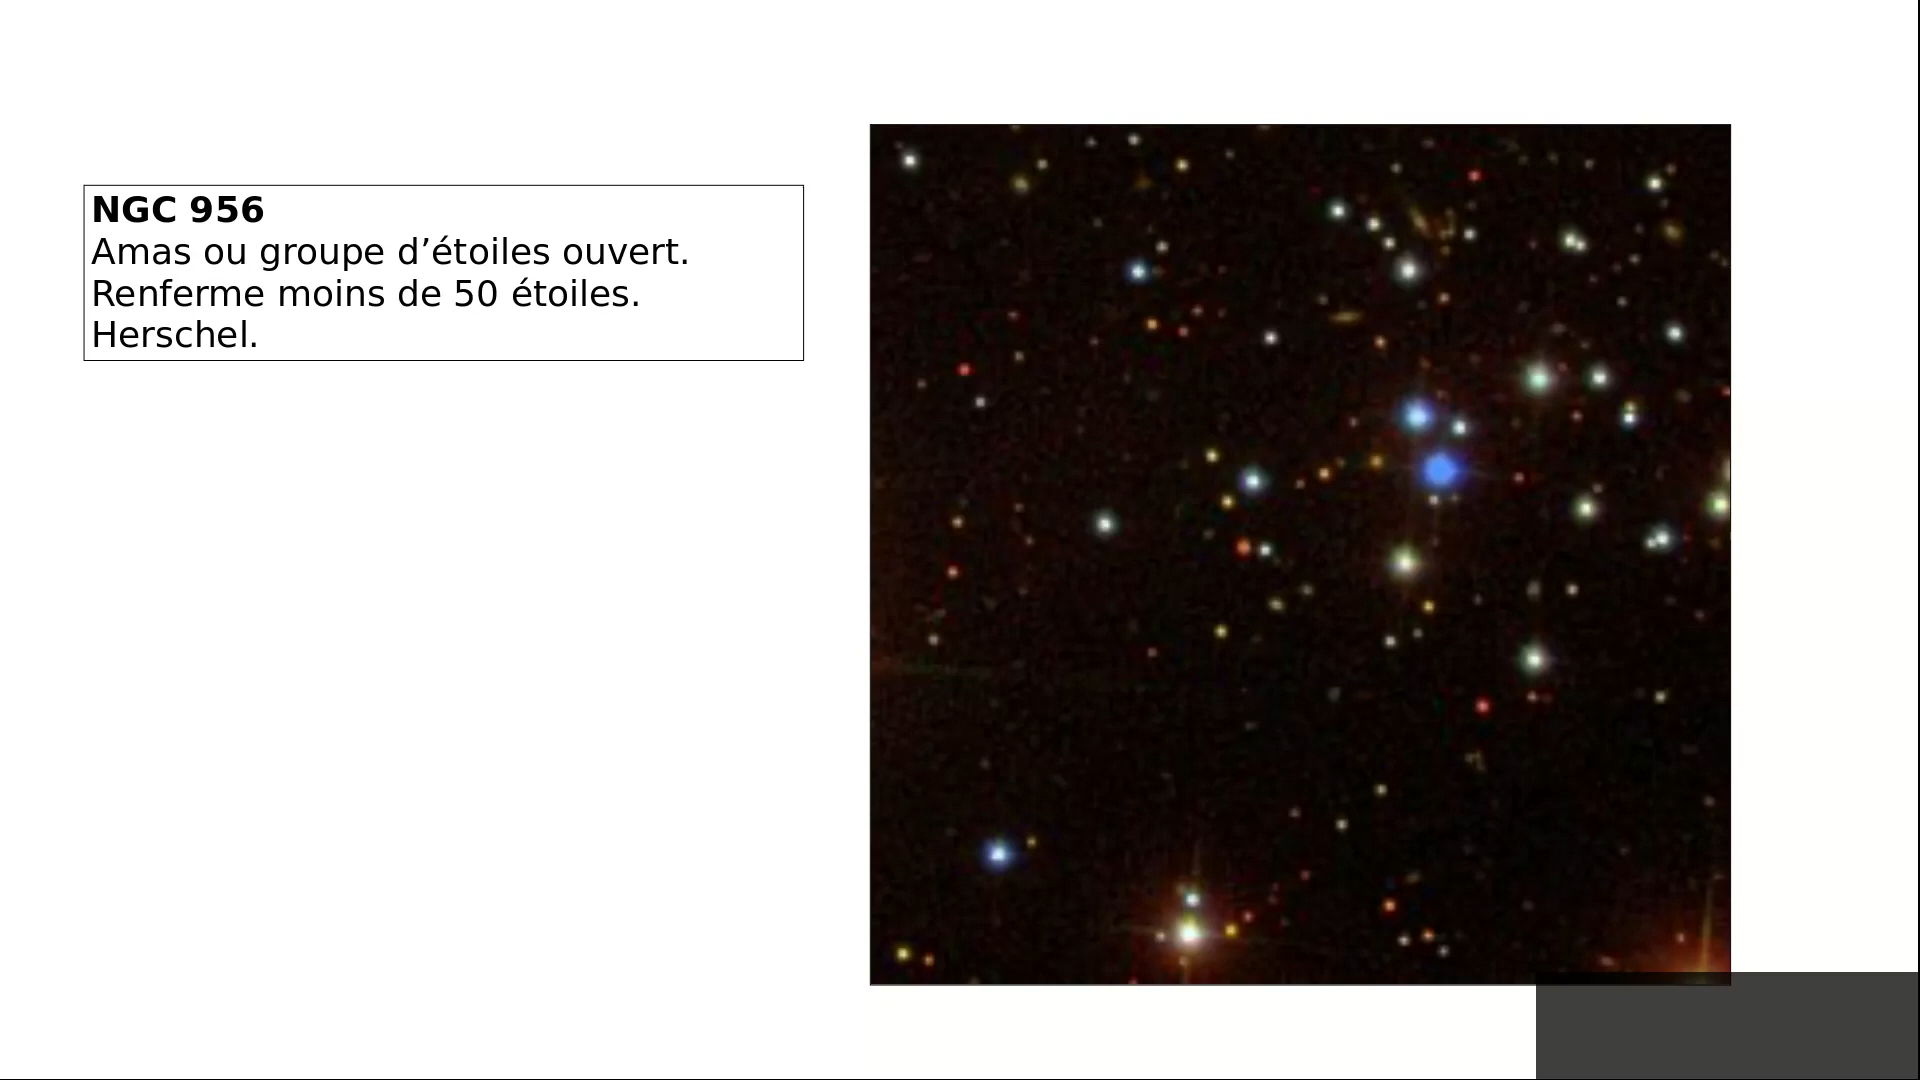 NGC 956
Amas ou groupe d’étoiles ouvert.
Renferme moins de 50 étoiles.
Herschel.